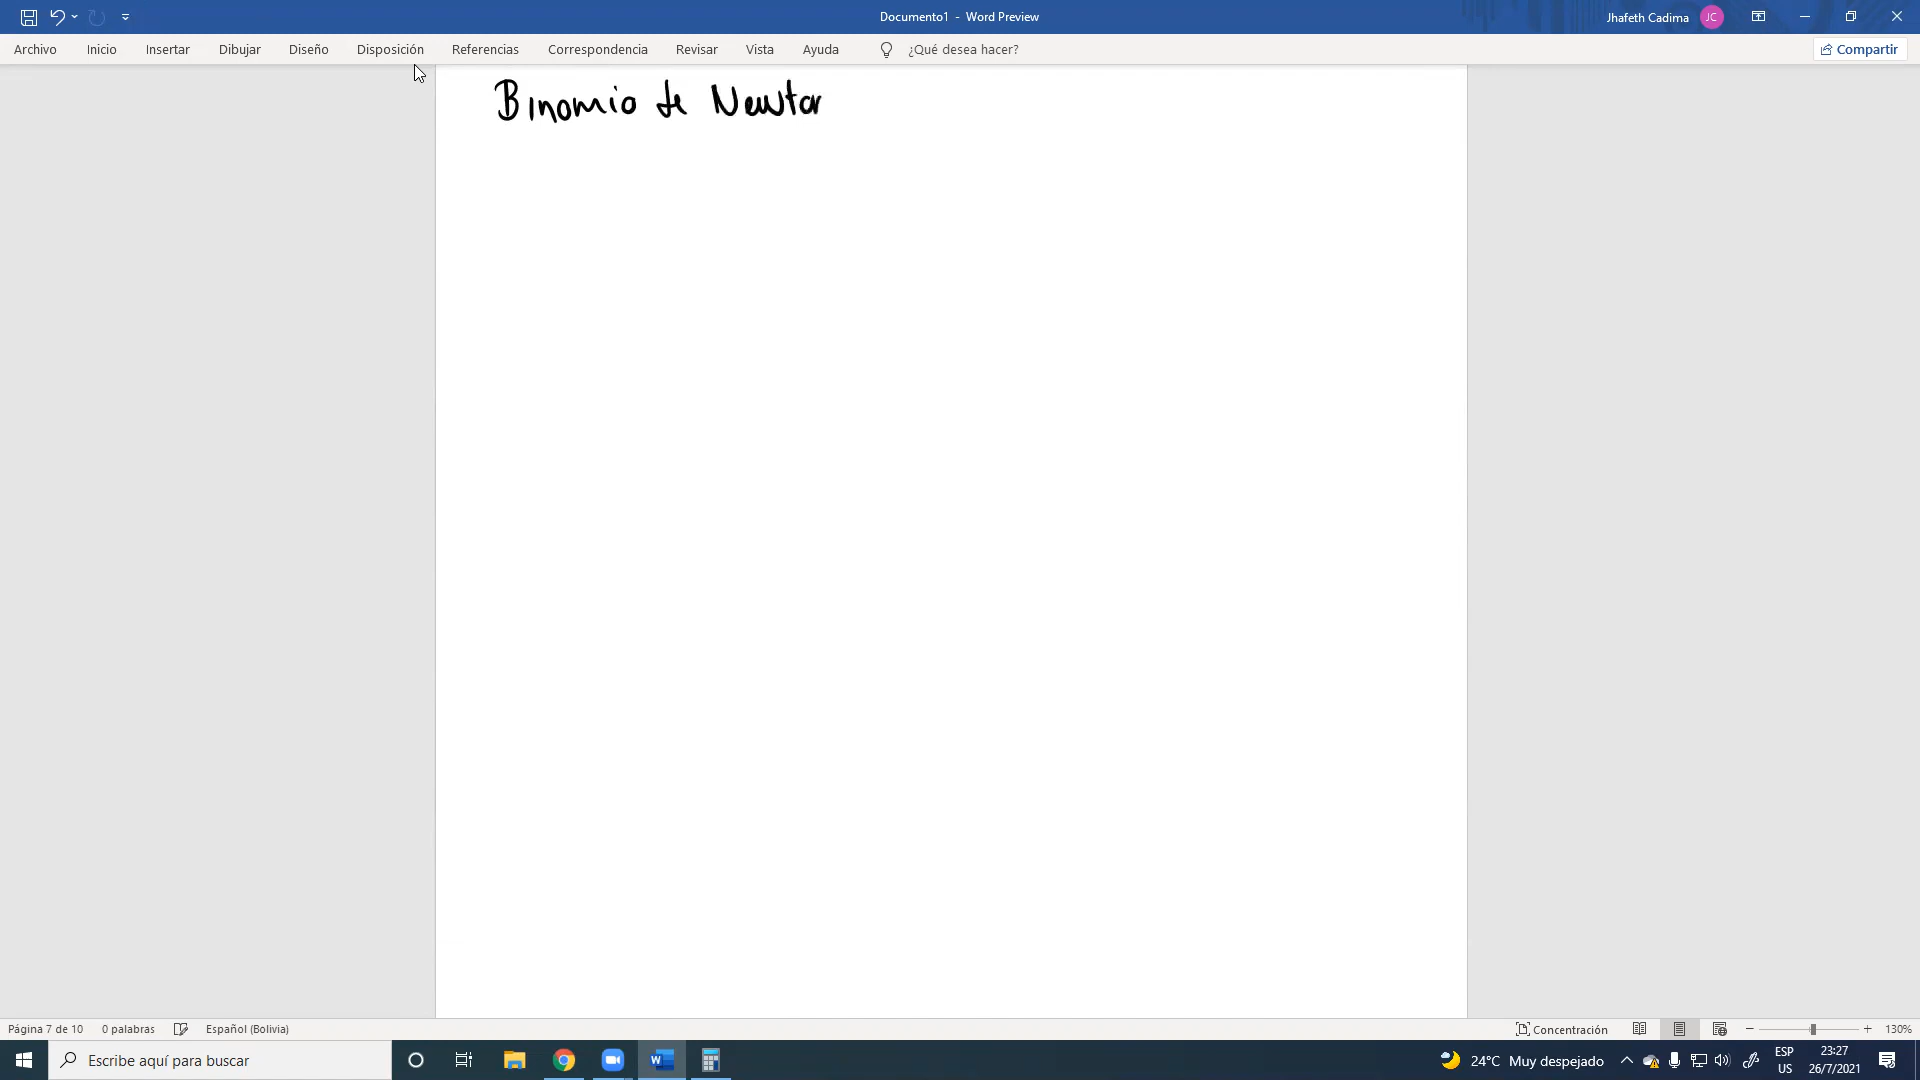 Documento1 - Word Preview
Jhafeth Cadima
JC
Archivo Inicio Insertar Dibujar Diseño Disposición Referencias Correspondencia Revisar Vista Ayuda ¿Qué desea hacer? Compartir
Binomio de Newton
Página 7 de 10 0 palabras Español (Bolivia) Concentración 130%
Escribe aquí para buscar
24°C Muy despejado
ESP
US
23:27
26/7/2021